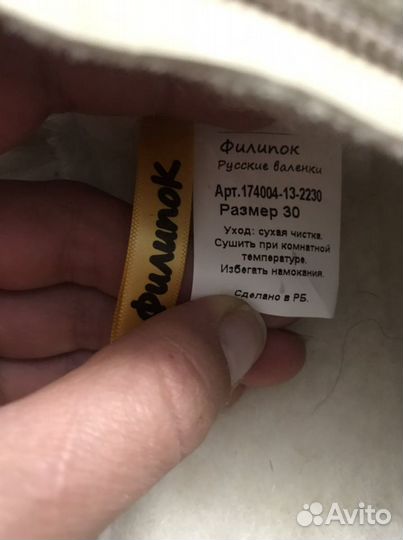 Филипок
Филипок
Русские валенки
Арт.174004-13-2230
Размер 30
Уход: сухая чистка.
Сушить при комнатной
температуре.
Избегать намокания.
Сделано в РБ.
Avito